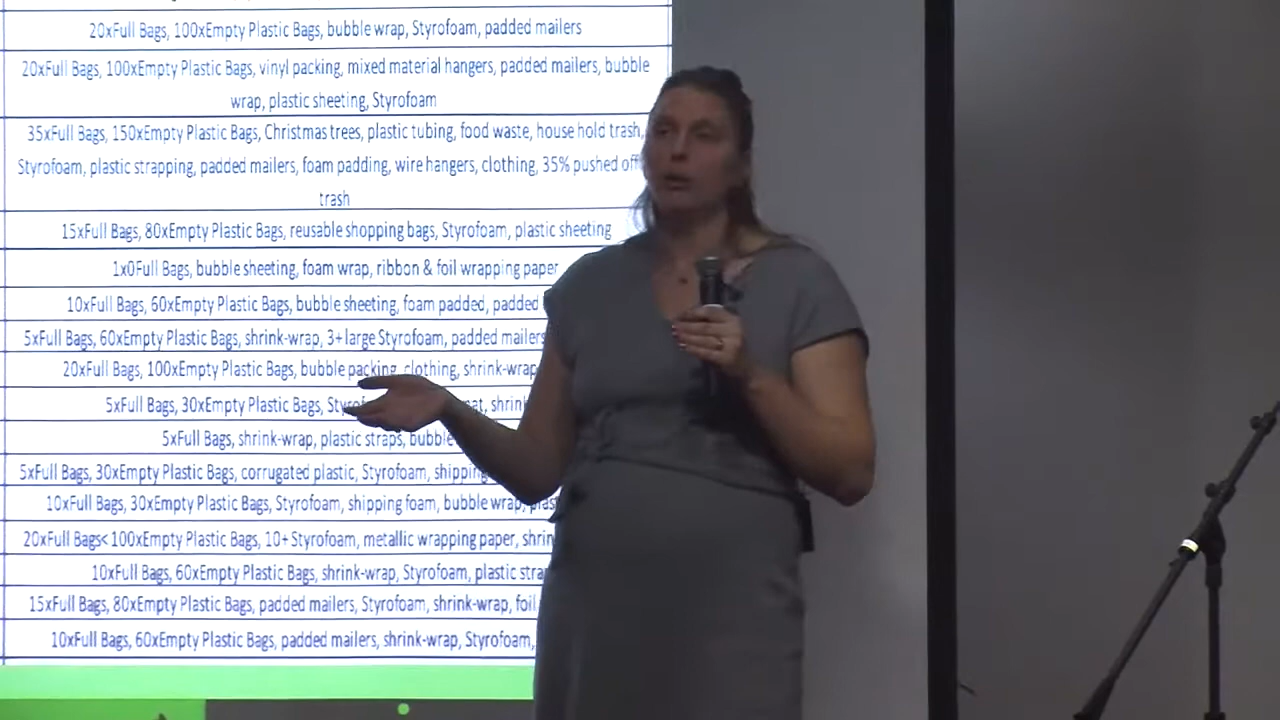 20xFull Bags, 100xEmpty Plastic Bags, bubble wrap, Styrofoam, padded mailers
20xFull Bags, 100xEmpty Plastic Bags, vinyl packing, mixed material hangers, padded mailers, bubble
wrap, plastic sheeting, Styrofoam
35xFull Bags, 150xEmpty Plastic Bags, Christmas trees, plastic tubing, food waste, house hold trash,
Styrofoam, plastic strapping, padded mailers, foam padding, wire hangers, clothing, 35% pushed off
trash
15xFull Bags, 80xEmpty Plastic Bags, reusable shopping bags, Styrofoam, plastic sheeting
1x0Full Bags, bubble sheeting, foam wrap, ribbon & foil wrapping paper
10xFull Bags, 60xEmpty Plastic Bags, bubble sheeting, foam padded, padded
5xFull Bags, 60xEmpty Plastic Bags, shrink-wrap, 3+ large Styrofoam, padded mailers
20xFull Bags, 100xEmpty Plastic Bags, bubble packing, clothing, shrink-wrap
5xFull Bags, 30xEmpty Plastic Bags,
5xFull Bags, shrink-wrap, plastic straps, bubble
5xFull Bags, 30xEmpty Plastic Bags, corrugated plastic, Styrofoam, shipping
10xFull Bags, 30xEmpty Plastic Bags, Styrofoam, shipping foam, bubble wrap,
20xFull Bags< 100xEmpty Plastic Bags, 10+ Styrofoam, metallic wrapping paper,
10xFull Bags, 60xEmpty Plastic Bags, shrink-wrap, Styrofoam, plastic
15xFull Bags, 80xEmpty Plastic Bags, padded mailers, Styrofoam, shrink-wrap, foil
10xFull Bags, 60xEmpty Plastic Bags, padded mailers, shrink-wrap, Styrofoam,